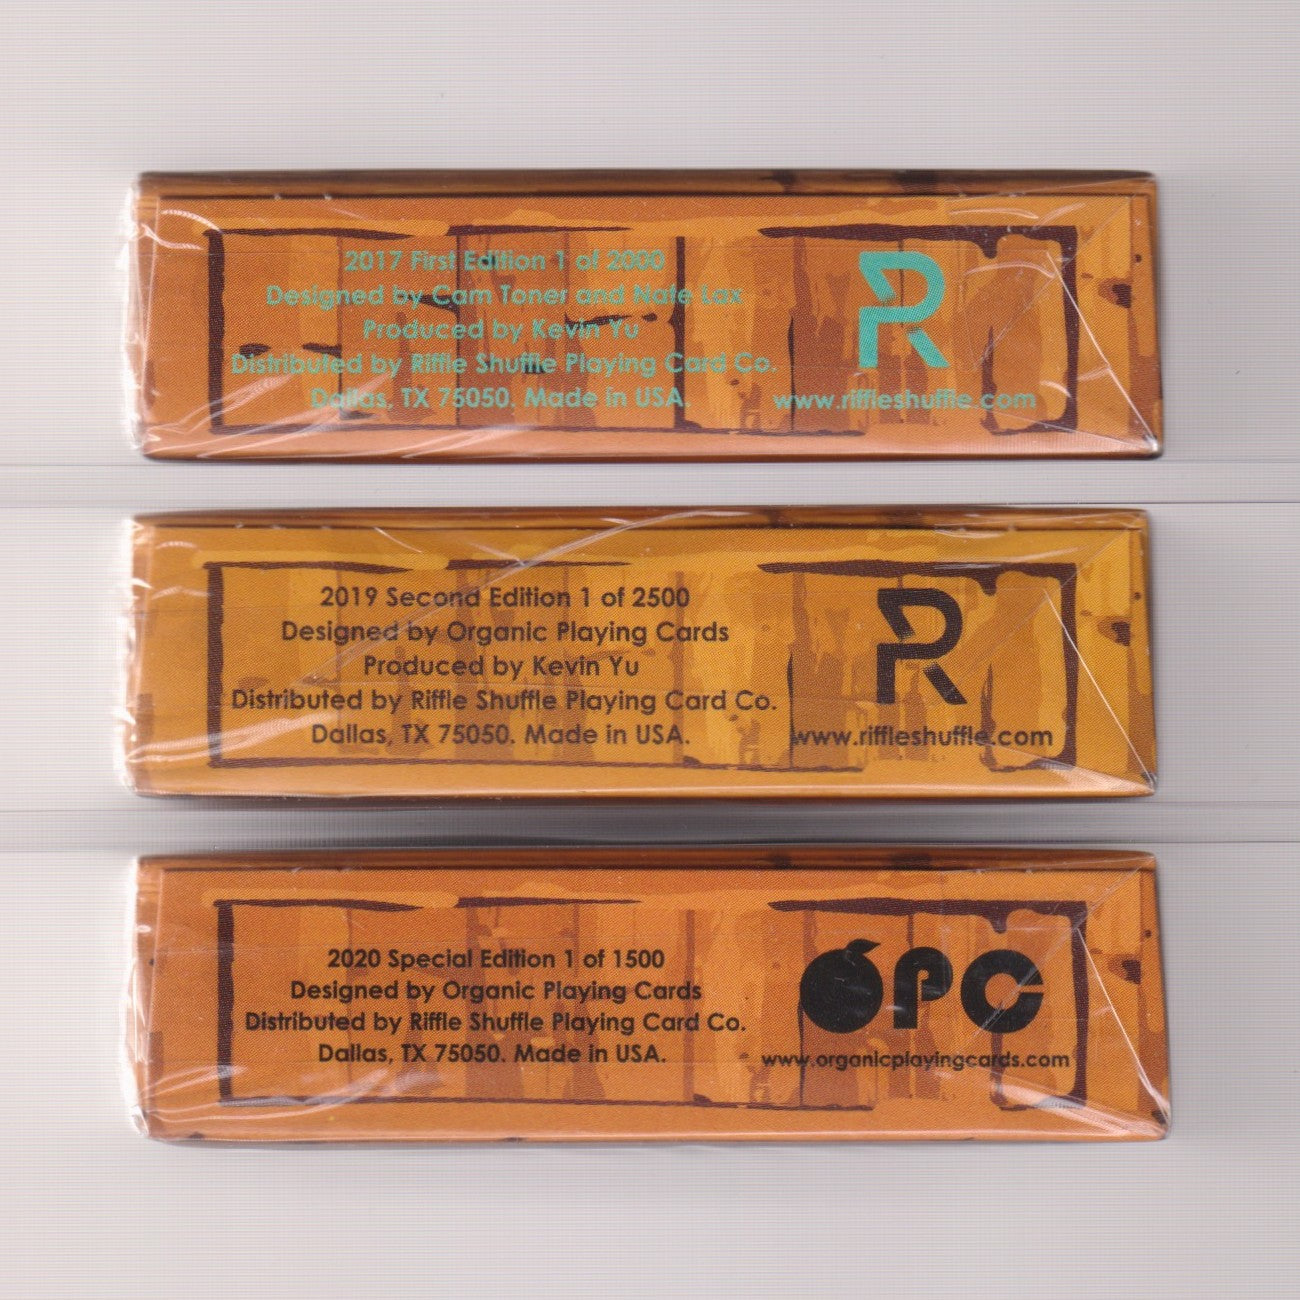 2017 First Edition 1 of 2000
Designed by Cam Toner and Nate Lax
Produced by Kevin Yu
Distributed by Riffle Shuffle Playing Card Co.
Dallas, TX 75050. Made in USA.
R
www.riffleshuffle.com
2019 Second Edition 1 of 2500
Designed by Organic Playing Cards
Produced by Kevin Yu
Distributed by Riffle Shuffle Playing Card Co.
Dallas, TX 75050. Made in USA.
R
www.riffleshuffle.com
2020 Special Edition 1 of 1500
Designed by Organic Playing Cards
Distributed by Riffle Shuffle Playing Card Co.
Dallas, TX 75050. Made in USA.
OPC
www.organicplayingcards.com